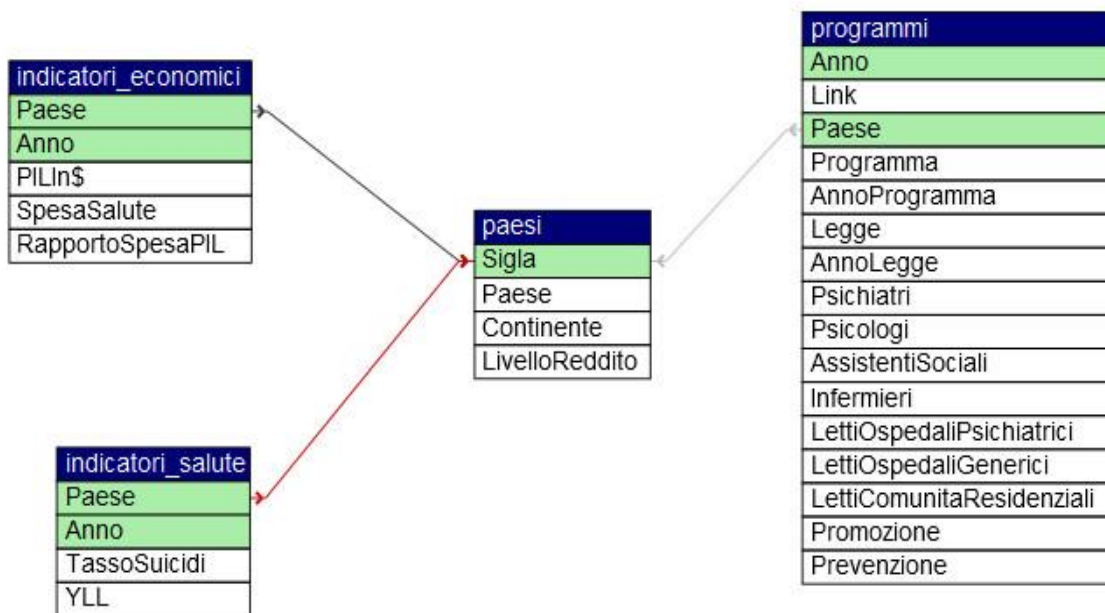 indicatori_economici
Paese
Anno
PILIn$
SpesaSalute
RapportoSpesaPIL
indicatori_salute
Paese
Anno
TassoSuicidi
YLL
paesi
Sigla
Paese
Continente
LivelloReddito
programmi
Anno
Link
Paese
Programma
AnnoProgramma
Legge
AnnoLegge
Psichiatri
Psicologi
AssistentiSociali
Infermieri
LettiOspedaliPsichiatrici
LettiOspedaliGenerici
LettiComunitaResidenziali
Promozione
Prevenzione